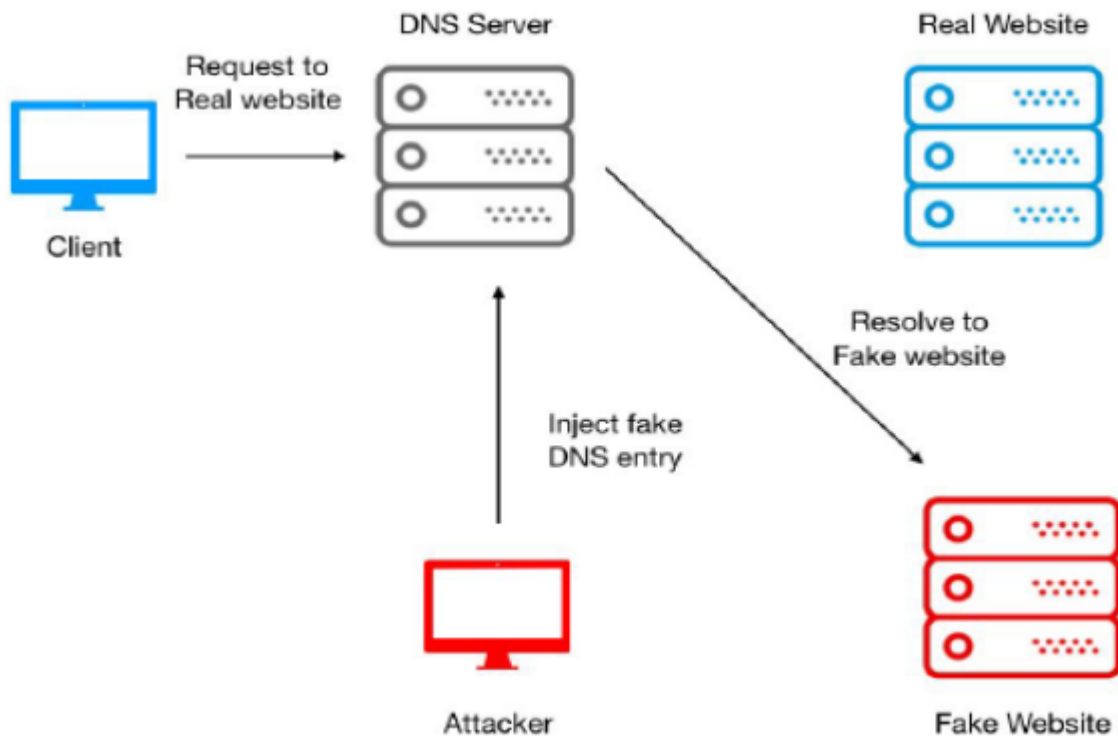 DNS Server
Real Website
Request to
Real website
Client
Resolve to
Fake website
Inject fake
DNS entry
Attacker
Fake Website